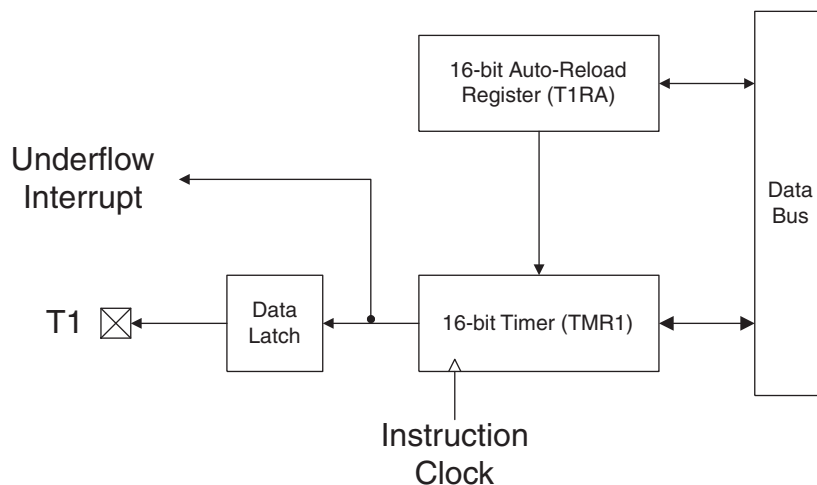 16-bit Auto-Reload
Register (T1RA)
Underflow
Interrupt
Data
Bus
T1
Data
Latch
16-bit Timer (TMR1)
Instruction
Clock